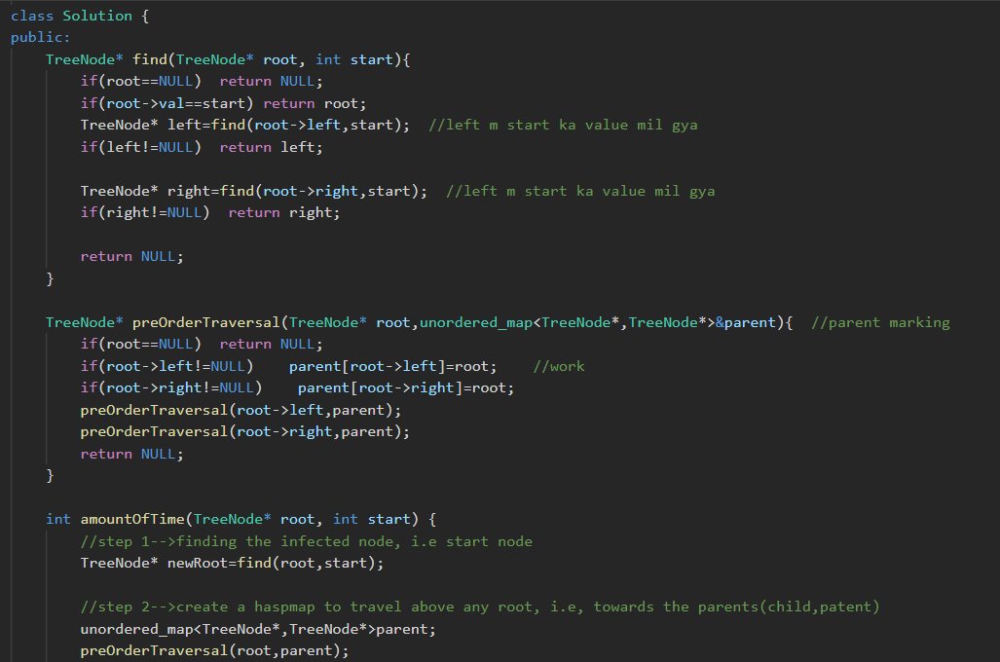 class Solution {
public:
    TreeNode* find(TreeNode* root, int start){
        if(root==NULL)  return NULL;
        if(root->val==start) return root;
        TreeNode* left=find(root->left,start);  //left m start ka value mil gya
        if(left!=NULL)  return left;

        TreeNode* right=find(root->right,start);  //left m start ka value mil gya
        if(right!=NULL)  return right;

        return NULL;
    }

    TreeNode* preOrderTraversal(TreeNode* root,unordered_map<TreeNode*,TreeNode*>&parent){  //parent marking
        if(root==NULL)  return NULL;
        if(root->left!=NULL)    parent[root->left]=root;    //work
        if(root->right!=NULL)    parent[root->right]=root;
        preOrderTraversal(root->left,parent);
        preOrderTraversal(root->right,parent);
        return NULL;
    }

    int amountOfTime(TreeNode* root, int start) {
        //step 1-->finding the infected node, i.e start node
        TreeNode* newRoot=find(root,start);

        //step 2-->create a haspmap to travel above any root, i.e, towards the parents(child,patent)
        unordered_map<TreeNode*,TreeNode*>parent;
        preOrderTraversal(root,parent);